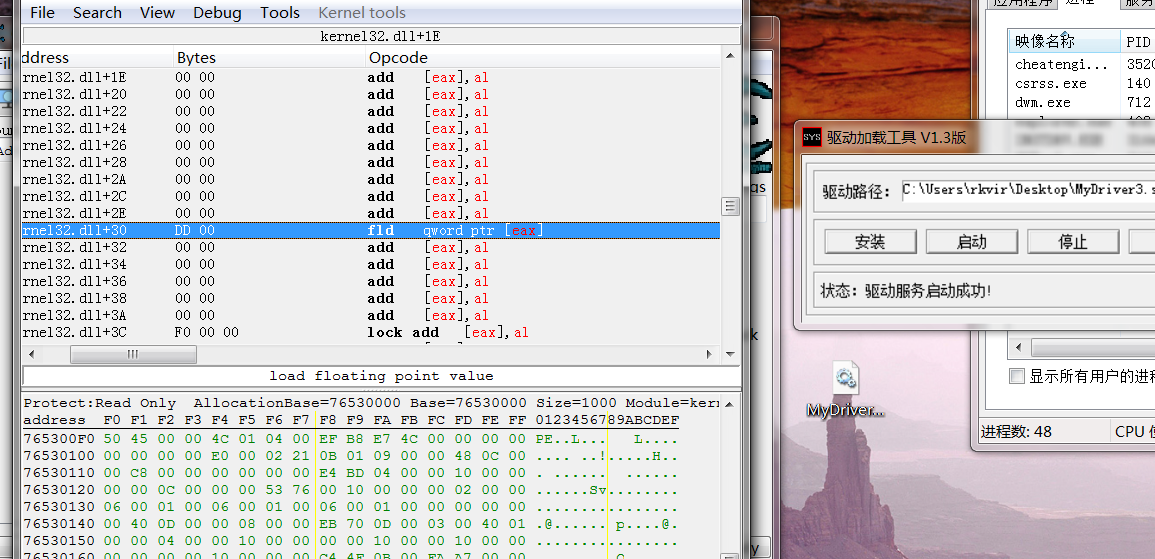 File Search View Debug Tools Kernel tools
kernel32.dll+1E
ddress Bytes Opcode
rnel32.dll+1E 00 00 add [eax],al
rnel32.dll+20 00 00 add [eax],al
rnel32.dll+22 00 00 add [eax],al
rnel32.dll+24 00 00 add [eax],al
rnel32.dll+26 00 00 add [eax],al
rnel32.dll+28 00 00 add [eax],al
rnel32.dll+2A 00 00 add [eax],al
rnel32.dll+2C 00 00 add [eax],al
rnel32.dll+2E 00 00 add [eax],al
rnel32.dll+30 DD 00 fld qword ptr [eax]
rnel32.dll+32 00 00 add [eax],al
rnel32.dll+34 00 00 add [eax],al
rnel32.dll+36 00 00 add [eax],al
rnel32.dll+38 00 00 add [eax],al
rnel32.dll+3A 00 00 add [eax],al
rnel32.dll+3C F0 00 00 lock add [eax],al
load floating point value
Protect:Read Only AllocationBase=76530000 Base=76530000 Size=1000 Module=kern
address F0 F1 F2 F3 F4 F5 F6 F7 F8 F9 FA FB FC FD FE FF 0123456789ABCDEF
765300F0 50 45 00 00 4C 01 04 00 EF B8 E7 4C 00 00 00 00 PE..L... L....
76530100 00 00 00 00 E0 00 02 21 0B 01 09 00 00 48 0C 00 .... ..!.....H..
76530110 00 C8 00 00 00 00 00 00 E4 BD 04 00 00 10 00 00
76530120 00 00 0C 00 00 00 53 76 00 10 00 00 00 02 00 00 ......Sv........
76530130 06 00 01 00 06 00 01 00 06 00 01 00 00 00 00 00 ................
76530140 00 40 0D 00 00 08 00 00 EB 70 0D 00 03 00 40 01 .@...... p....@.
76530150 00 00 04 00 00 10 00 00 00 00 10 00 00 10 00 00 ................
应用程序 进程 服务
映像名称 PID
cheatengi... 3520
csrss.exe 140
dwm.exe 712
驱动加载工具 V1.3版
驱动路径: C:\Users\rkvir\Desktop\MyDriver3.s
安装 启动 停止
状态: 驱动服务启动成功!
MyDriver...
显示所有用户的进程
进程数: 48 CPU 使